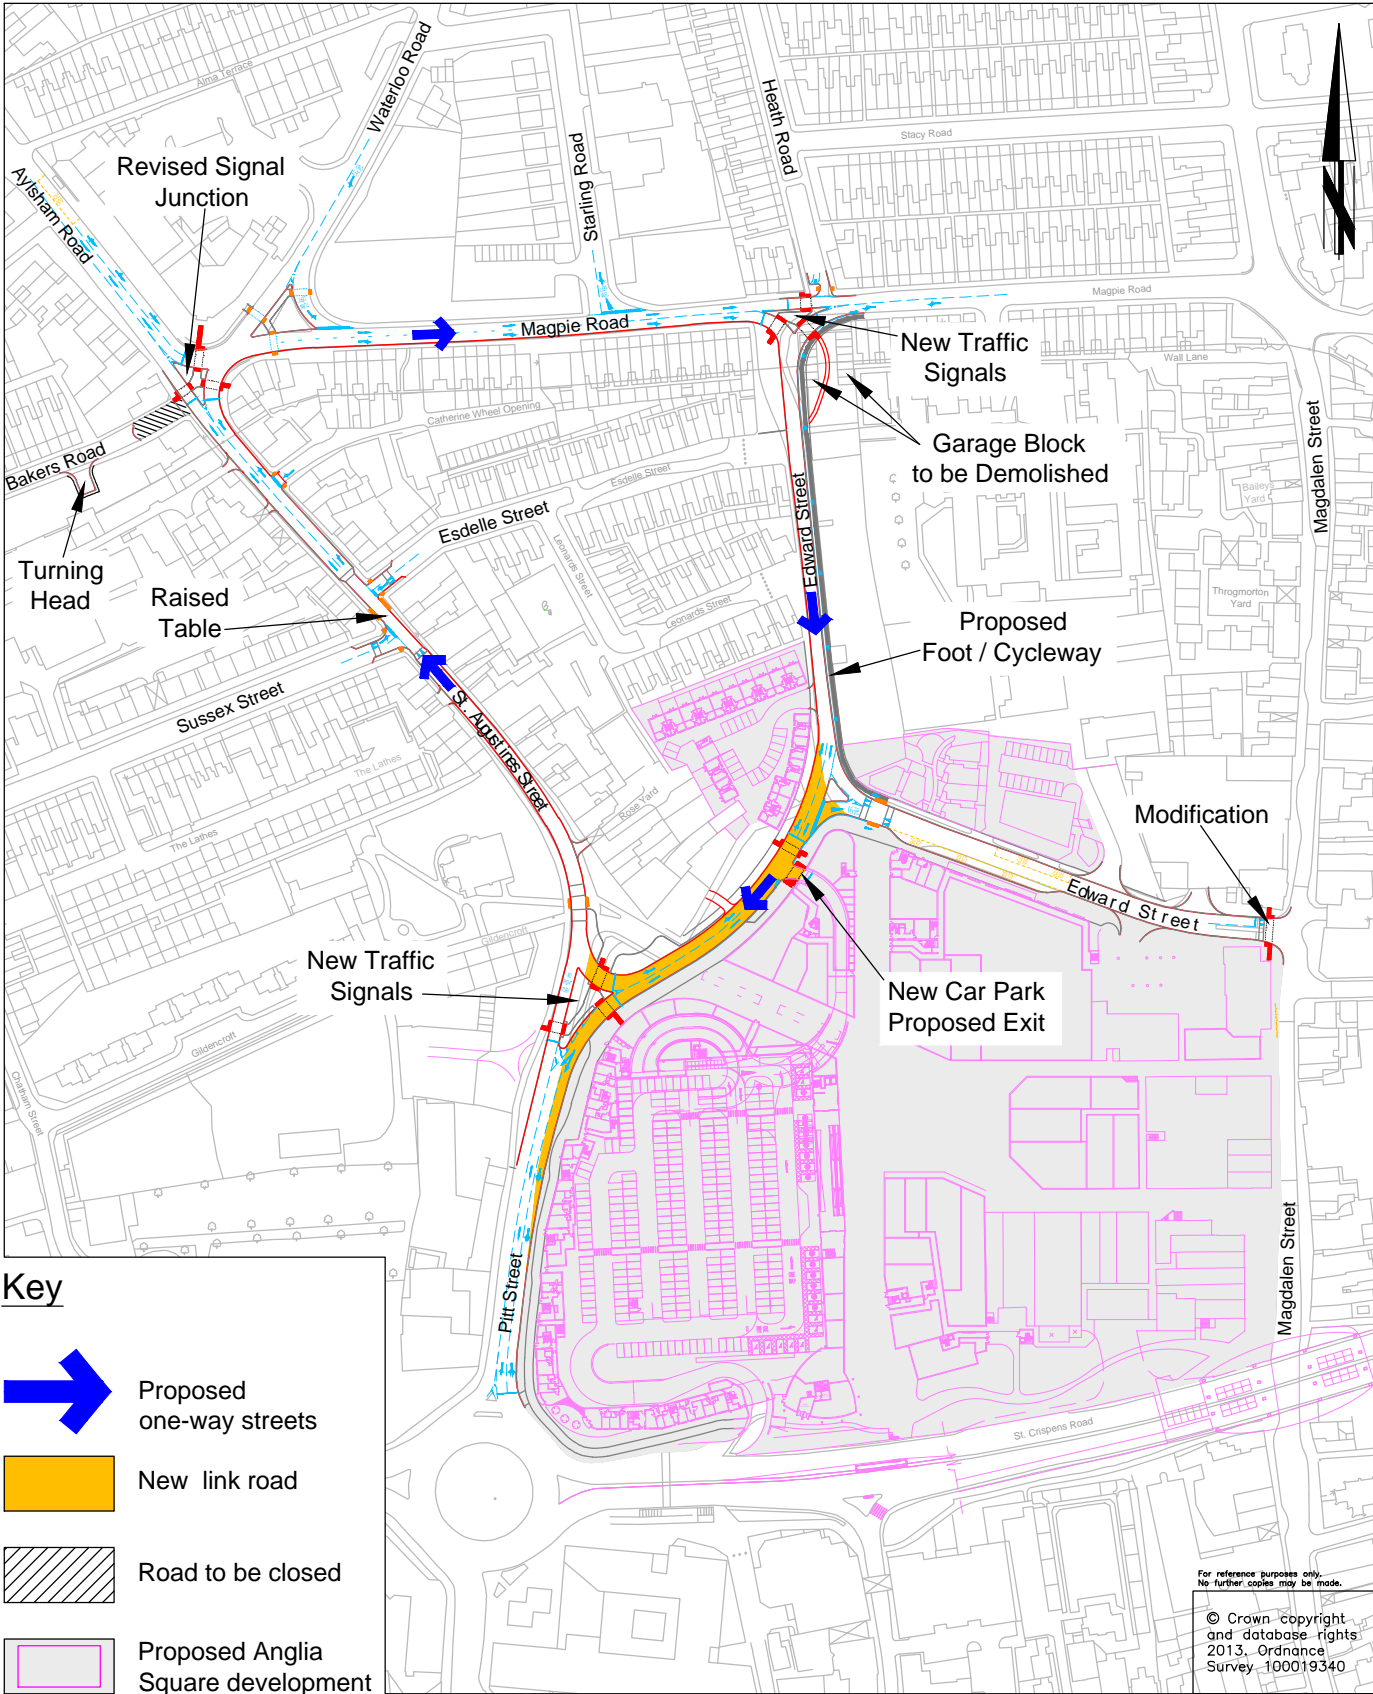 Alma Terrace
Waterloo Road
Heath Road
Stacy Road
Starling Road
Revised Signal
Junction
Aylsham Road
Magpie Road
Magpie Road
New Traffic
Signals
Wall Lane
Catherine Wheel Opening
Garage Block
to be Demolished
Magdalen Street
Bakers Road
Esdelle Street
Esdelle Street
Baileys
Yard
Edward Street
Leonards Street
Leonards Street
Turning
Head
Raised
Table
Throgmorton
Yard
Proposed
Foot / Cycleway
Sussex Street
St. Augustines Street
The Lathes
The Lathes
Rose Yard
Modification
Edward Street
Gildencroft
New Traffic
Signals
New Car Park
Proposed Exit
Gildencroft
Chatham Street
Magdalen Street
Pitt Street
St. Crispens Road
Key
Proposed
one-way streets
New link road
Road to be closed
Proposed Anglia
Square development
For reference purposes only.
No further copies may be made.
© Crown copyright
and database rights
2013. Ordnance
Survey 100019340